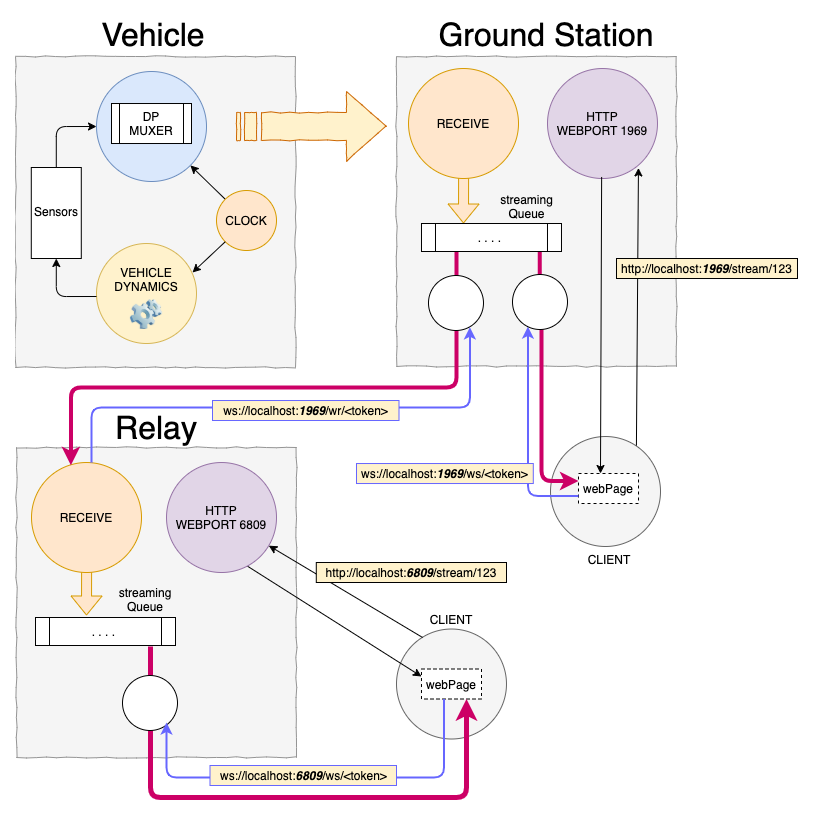 Vehicle
Ground Station
DP
MUXER
Sensors
CLOCK
VEHICLE
DYNAMICS
RECEIVE
HTTP
WEBPORT 1969
streaming
Queue
. . . .
http://localhost:1969/stream/123
ws://localhost:1969/wr/<token>
Relay
ws://localhost:1969/ws/<token>
webPage
CLIENT
RECEIVE
HTTP
WEBPORT 6809
http://localhost:6809/stream/123
streaming
Queue
. . . .
CLIENT
webPage
ws://localhost:6809/ws/<token>